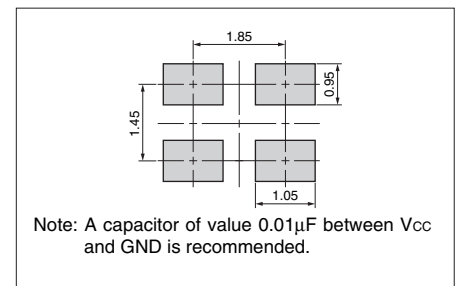 1.85
0.95
1.45
1.05
Note: A capacitor of value 0.01μF between Vcc
and GND is recommended.